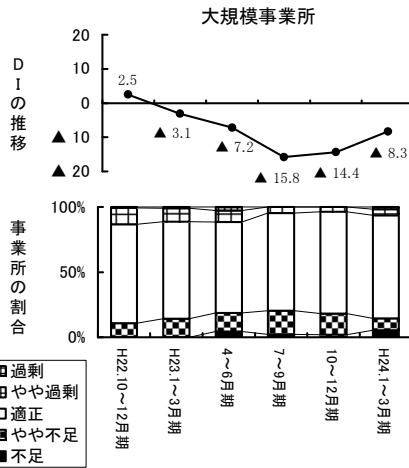 大規模事業所
DIの推移
20
10
0
▲ 10
▲ 20
2.5
▲ 3.1
▲ 7.2
▲ 15.8
▲ 14.4
▲ 8.3
事業所の割合
100%
50%
0%
H22.10～12月期
H23.1～3月期
4～6月期
7～9月期
10～12月期
H24.1～3月期
過剰
やや過剰
適正
やや不足
不足